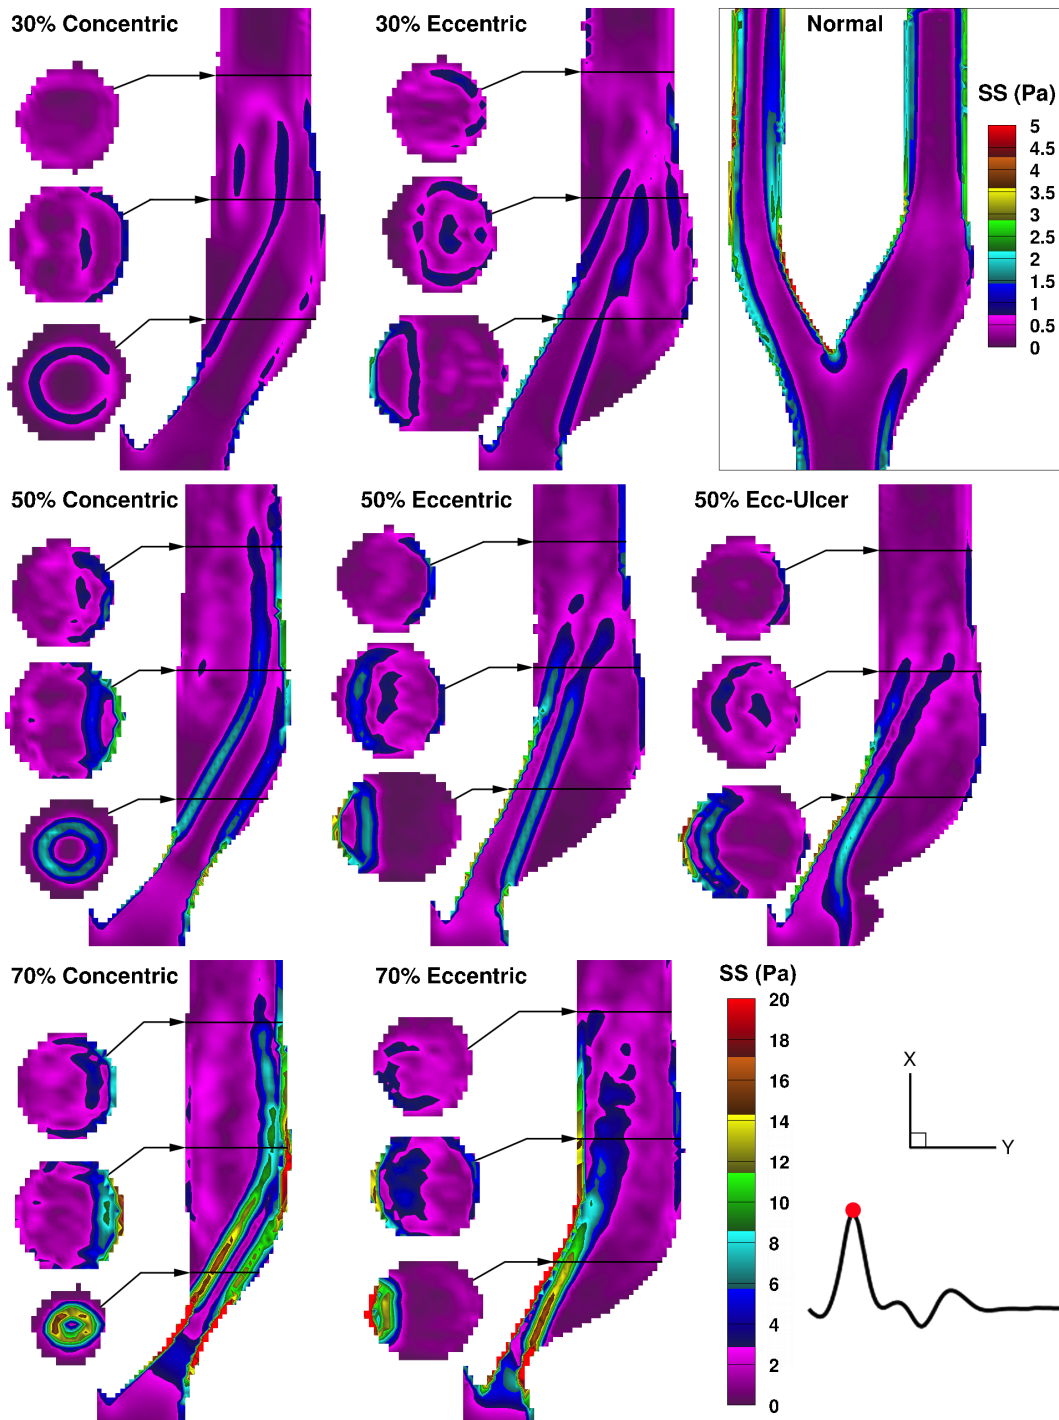 30% Concentric
30% Eccentric
Normal
SS (Pa)
5
4.5
4
3.5
3
2.5
2
1.5
1
0.5
0
50% Concentric
50% Eccentric
50% Ecc-Ulcer
70% Concentric
70% Eccentric
SS (Pa)
20
18
16
14
12
10
8
6
4
2
0
X
Y